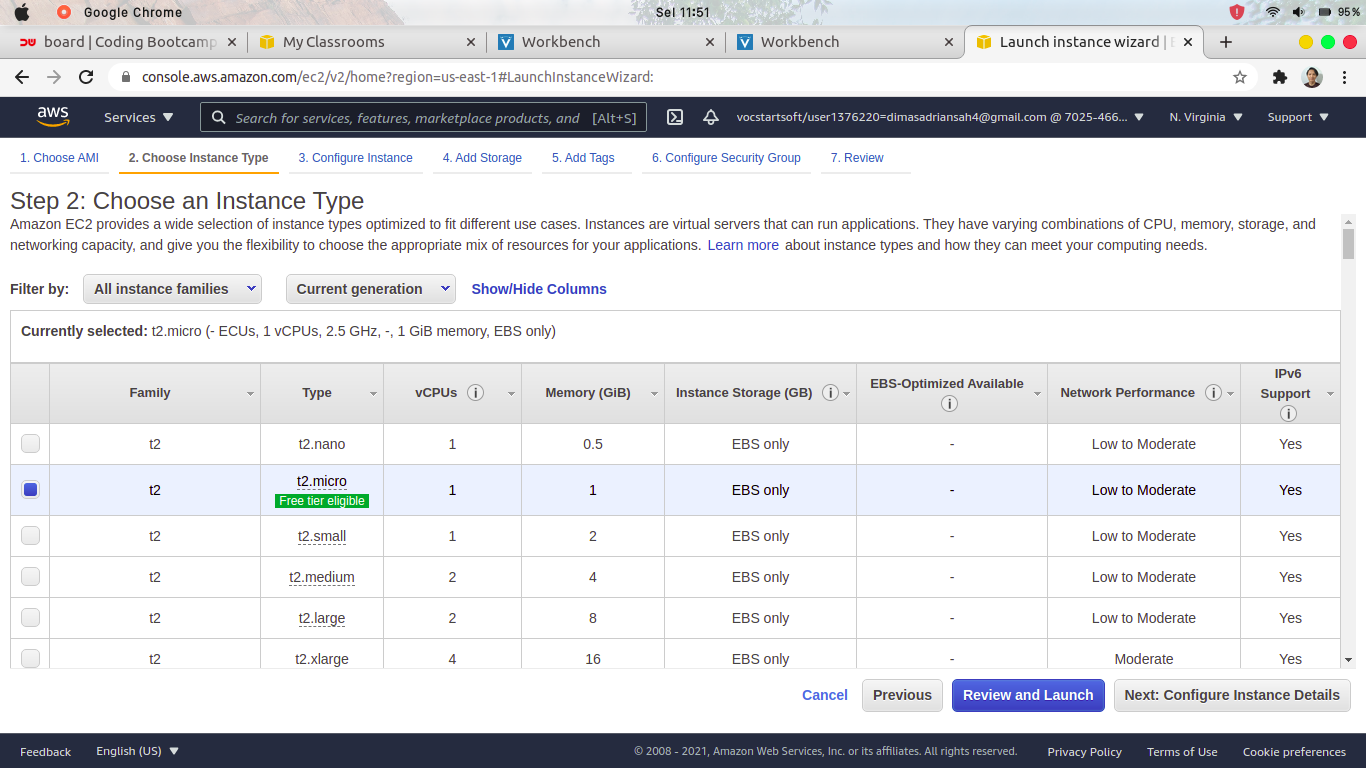 Google Chrome
Sel 11:51
95%
board | Coding Bootcamp
My Classrooms
Workbench
Workbench
Launch instance wizard | E
console.aws.amazon.com/ec2/v2/home?region=us-east-1#LaunchInstanceWizard:
aws
Services
Search for services, features, marketplace products, and
[Alt+S]
vocstartsoft/user1376220=dimasadriansah4@gmail.com @ 7025-466...
N. Virginia
Support
1. Choose AMI
2. Choose Instance Type
3. Configure Instance
4. Add Storage
5. Add Tags
6. Configure Security Group
7. Review
Step 2: Choose an Instance Type
Amazon EC2 provides a wide selection of instance types optimized to fit different use cases. Instances are virtual servers that can run applications. They have varying combinations of CPU, memory, storage, and
networking capacity, and give you the flexibility to choose the appropriate mix of resources for your applications. Learn more about instance types and how they can meet your computing needs.
Filter by: All instance families Current generation Show/Hide Columns
Currently selected: t2.micro (- ECUs, 1 vCPUs, 2.5 GHz, -, 1 GiB memory, EBS only)
Family Type vCPUs Memory (GiB) Instance Storage (GB) EBS-Optimized Available Network Performance IPv6 Support
t2 t2.nano 1 0.5 EBS only - Low to Moderate Yes
t2 t2.micro Free tier eligible 1 1 EBS only - Low to Moderate Yes
t2 t2.small 1 2 EBS only - Low to Moderate Yes
t2 t2.medium 2 4 EBS only - Low to Moderate Yes
t2 t2.large 2 8 EBS only - Low to Moderate Yes
t2 t2.xlarge 4 16 EBS only - Moderate Yes
Cancel Previous Review and Launch Next: Configure Instance Details
Feedback English (US) © 2008 - 2021, Amazon Web Services, Inc. or its affiliates. All rights reserved. Privacy Policy Terms of Use Cookie preferences